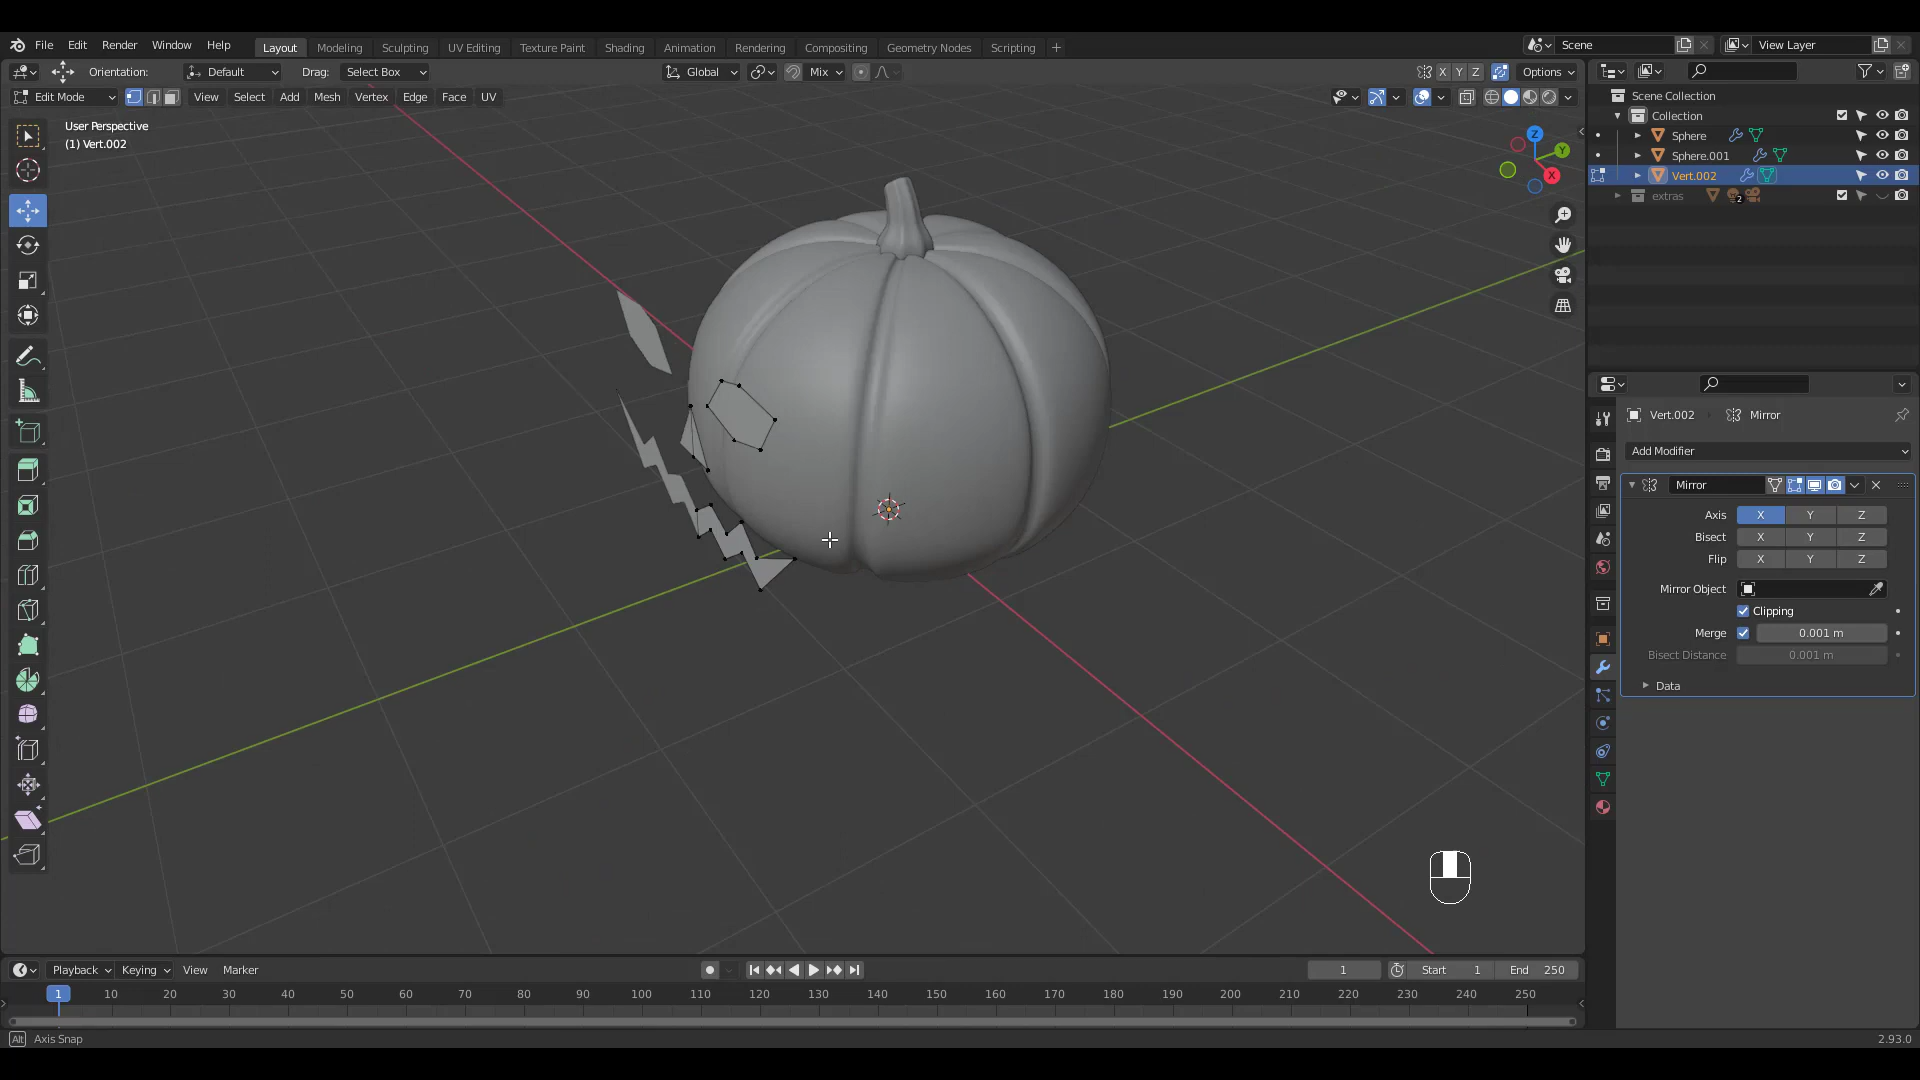 File Edit Render Window Help Layout Modeling Sculpting UV Editing Texture Paint Shading Animation Rendering Compositing Geometry Nodes Scripting + Scene View Layer
Orientation: Default Drag: Select Box Global Mix X Y Z Options
Edit Mode View Select Add Mesh Vertex Edge Face UV
User Perspective
(1) Vert.002
Z
Y
X
Scene Collection
Collection
Sphere
Sphere.001
Vert.002
extras 2
Vert.002 Mirror
Add Modifier
Mirror
Axis X Y Z
Bisect X Y Z
Flip X Y Z
Mirror Object
Clipping
Merge 0.001 m
Bisect Distance 0.001 m
Data
Playback Keying View Marker 1 Start 1 End 250
1 10 20 30 40 50 60 70 80 90 100 110 120 130 140 150 160 170 180 190 200 210 220 230 240 250
Alt Axis Snap 2.93.0